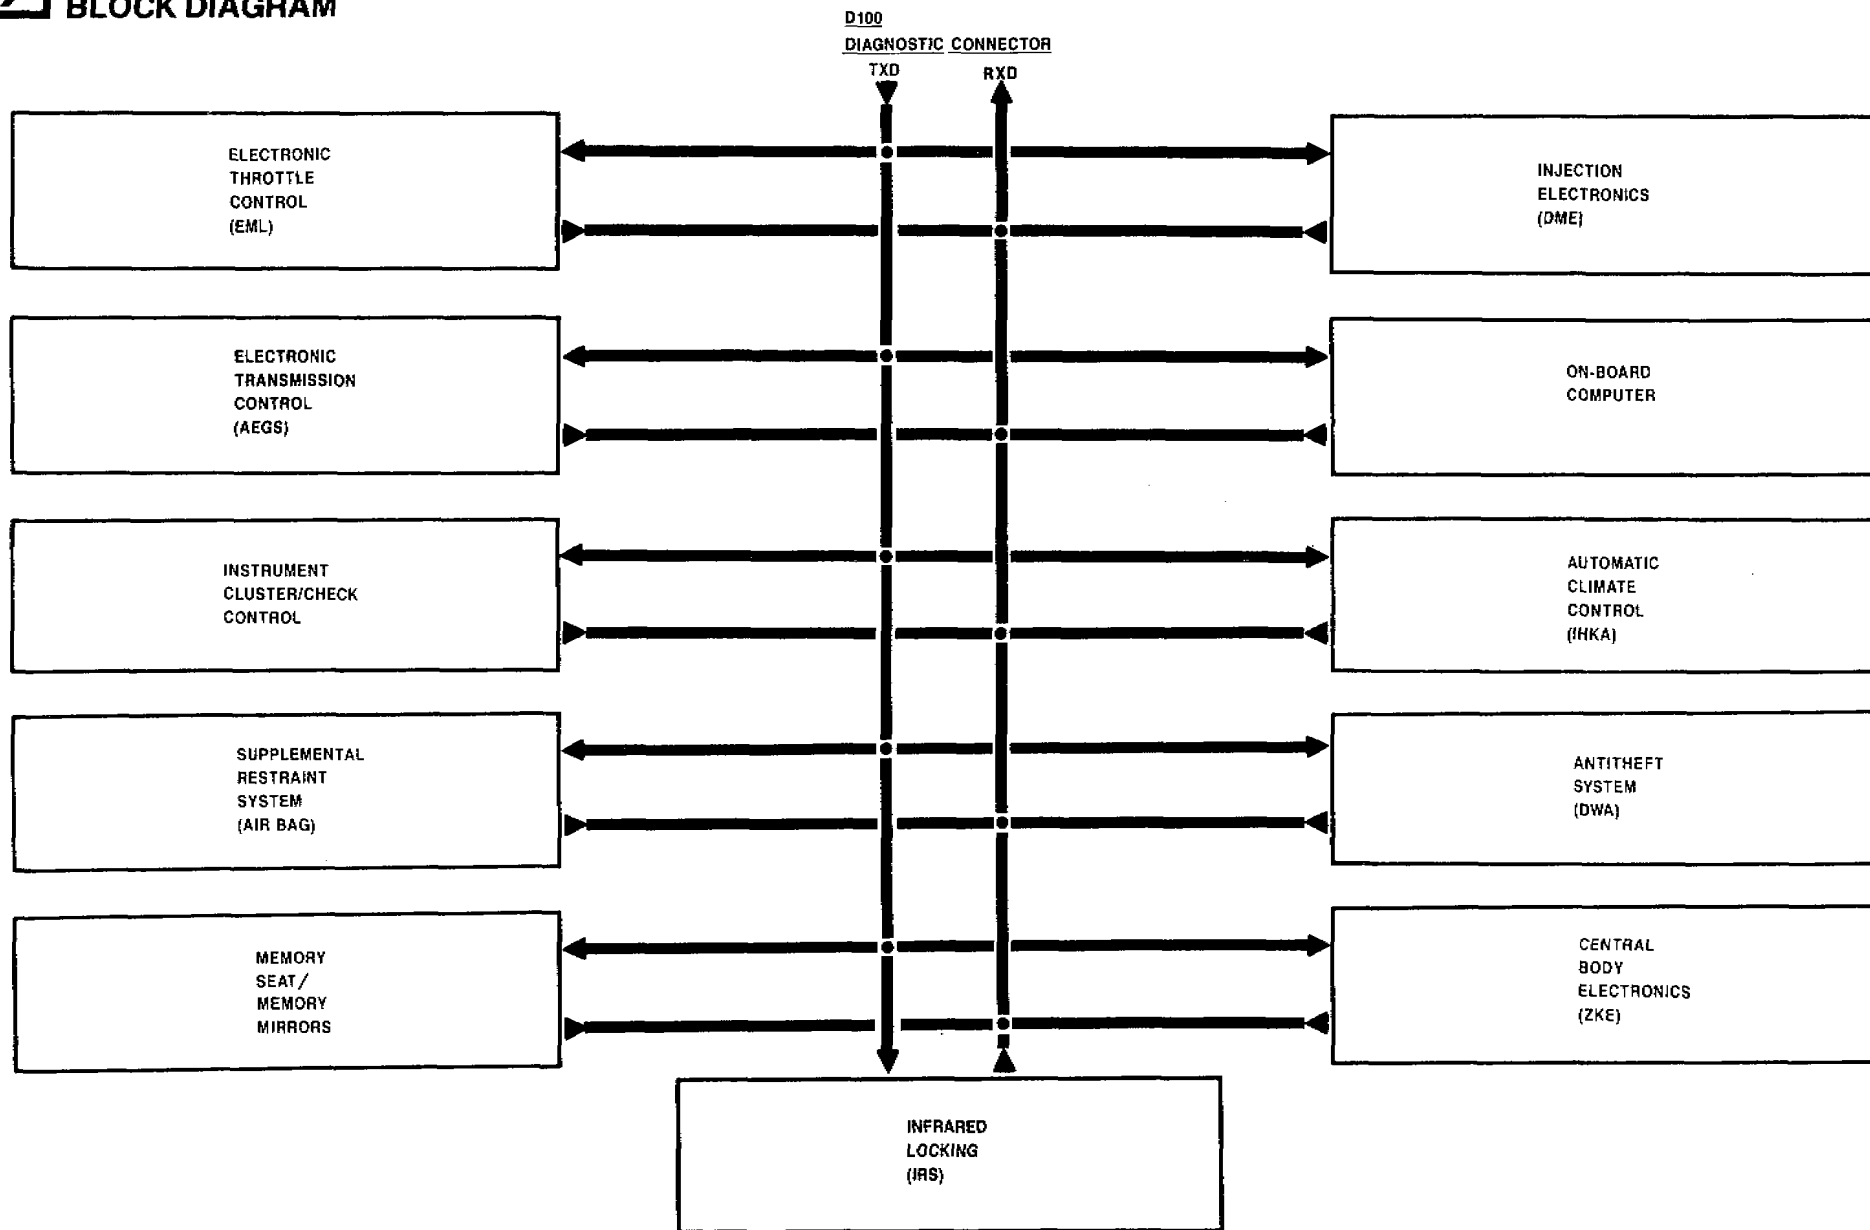 BLOCK DIAGRAM
D100
DIAGNOSTIC CONNECTOR
TXD
RXD
ELECTRONIC
THROTTLE
CONTROL
(EML)
INJECTION
ELECTRONICS
(DME)
ELECTRONIC
TRANSMISSION
CONTROL
(AEGS)
ON-BOARD
COMPUTER
INSTRUMENT
CLUSTER/CHECK
CONTROL
AUTOMATIC
CLIMATE
CONTROL
(IHKA)
SUPPLEMENTAL
RESTRAINT
SYSTEM
(AIR BAG)
ANTITHEFT
SYSTEM
(DWA)
MEMORY
SEAT/
MEMORY
MIRRORS
CENTRAL
BODY
ELECTRONICS
(ZKE)
INFRARED
LOCKING
(IRS)